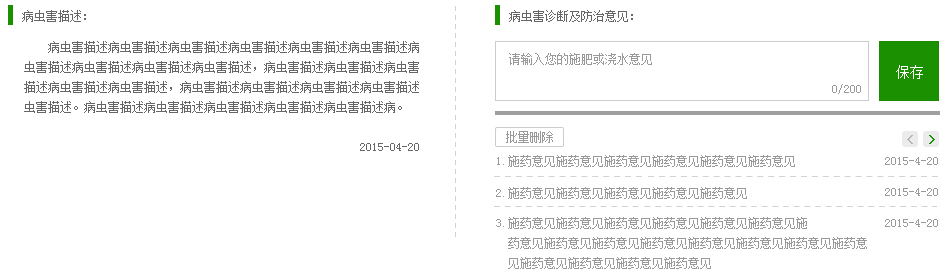 病虫害描述：
病虫害描述病虫害描述病虫害描述病虫害描述病虫害描述病虫害描述病
虫害描述病虫害描述病虫害描述病虫害描述，病虫害描述病虫害描述病虫害
描述病虫害描述病虫害描述，病虫害描述病虫害描述病虫害描述病虫害描述
虫害描述。病虫害描述病虫害描述病虫害描述病虫害描述病虫害描述病。
2015-04-20
病虫害诊断及防治意见：
请输入您的施肥或浇水意见
0/200
保存
批量删除
1. 施药意见施药意见施药意见施药意见施药意见施药意见 2015-4-20
2. 施药意见施药意见施药意见施药意见施药意见 2015-4-20
3. 施药意见施药意见施药意见施药意见施药意见施药意见施 2015-4-20
药意见施药意见施药意见施药意见施药意见施药意见施药意见施药意
见施药意见施药意见施药意见施药意见